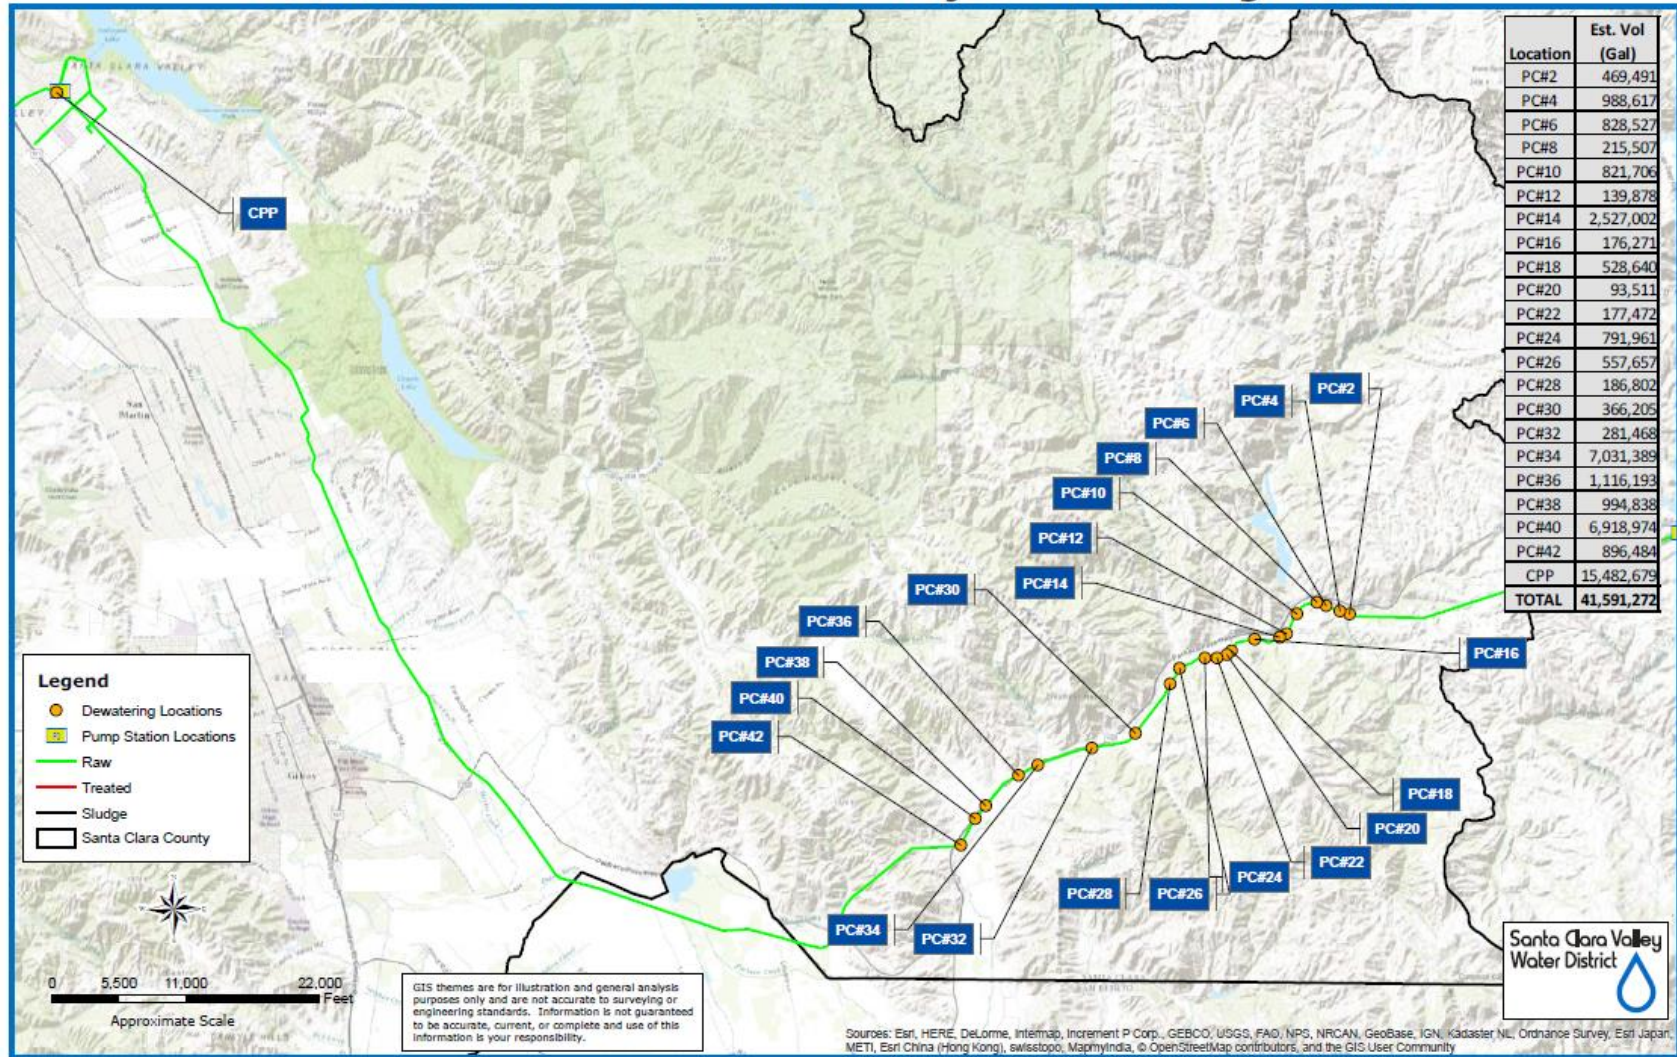 Location Est. Vol (Gal)
PC#2 469,491
PC#4 988,617
PC#6 828,527
PC#8 215,507
PC#10 821,706
PC#12 139,878
PC#14 2,527,002
PC#16 176,271
PC#18 528,640
PC#20 93,511
PC#22 177,472
PC#24 791,961
PC#26 557,657
PC#28 186,802
PC#30 366,205
PC#32 281,468
PC#34 7,031,389
PC#36 1,116,193
PC#38 994,838
PC#40 6,918,974
PC#42 896,484
CPP 15,482,679
TOTAL 41,591,272
CPP
PC#2
PC#4
PC#6
PC#8
PC#10
PC#12
PC#14
PC#30
PC#36
PC#38
PC#40
PC#42
PC#16
PC#18
PC#20
PC#22
PC#24
PC#26
PC#28
PC#32
PC#34
San Martin
Gilroy
Legend
Dewatering Locations
Pump Station Locations
Raw
Treated
Sludge
Santa Clara County
0 5,500 11,000 22,000
Feet
Approximate Scale
GIS themes are for illustration and general analysis
purposes only and are not accurate to surveying or
engineering standards. Information is not guaranteed
to be accurate, current, or complete and use of this
information is your responsibility.
Santa Clara Valley
Water District
Sources: Esri, HERE, DeLorme, Intermap, Increment P Corp., GEBCO, USGS, FAO, NPS, NRCAN, GeoBase, IGN, Kadaster NL, Ordnance Survey, Esri Japan,
METI, Esri China (Hong Kong), swisstopo, MapmyIndia, © OpenStreetMap contributors, and the GIS User Community